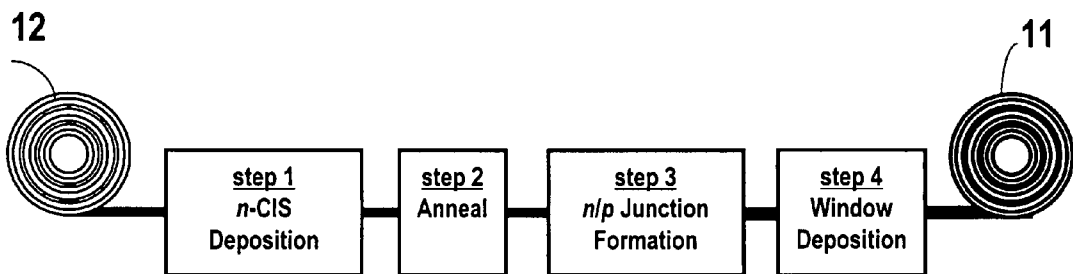 12
11
step 1
n-CIS
Deposition
step 2
Anneal
step 3
n/p Junction
Formation
step 4
Window
Deposition